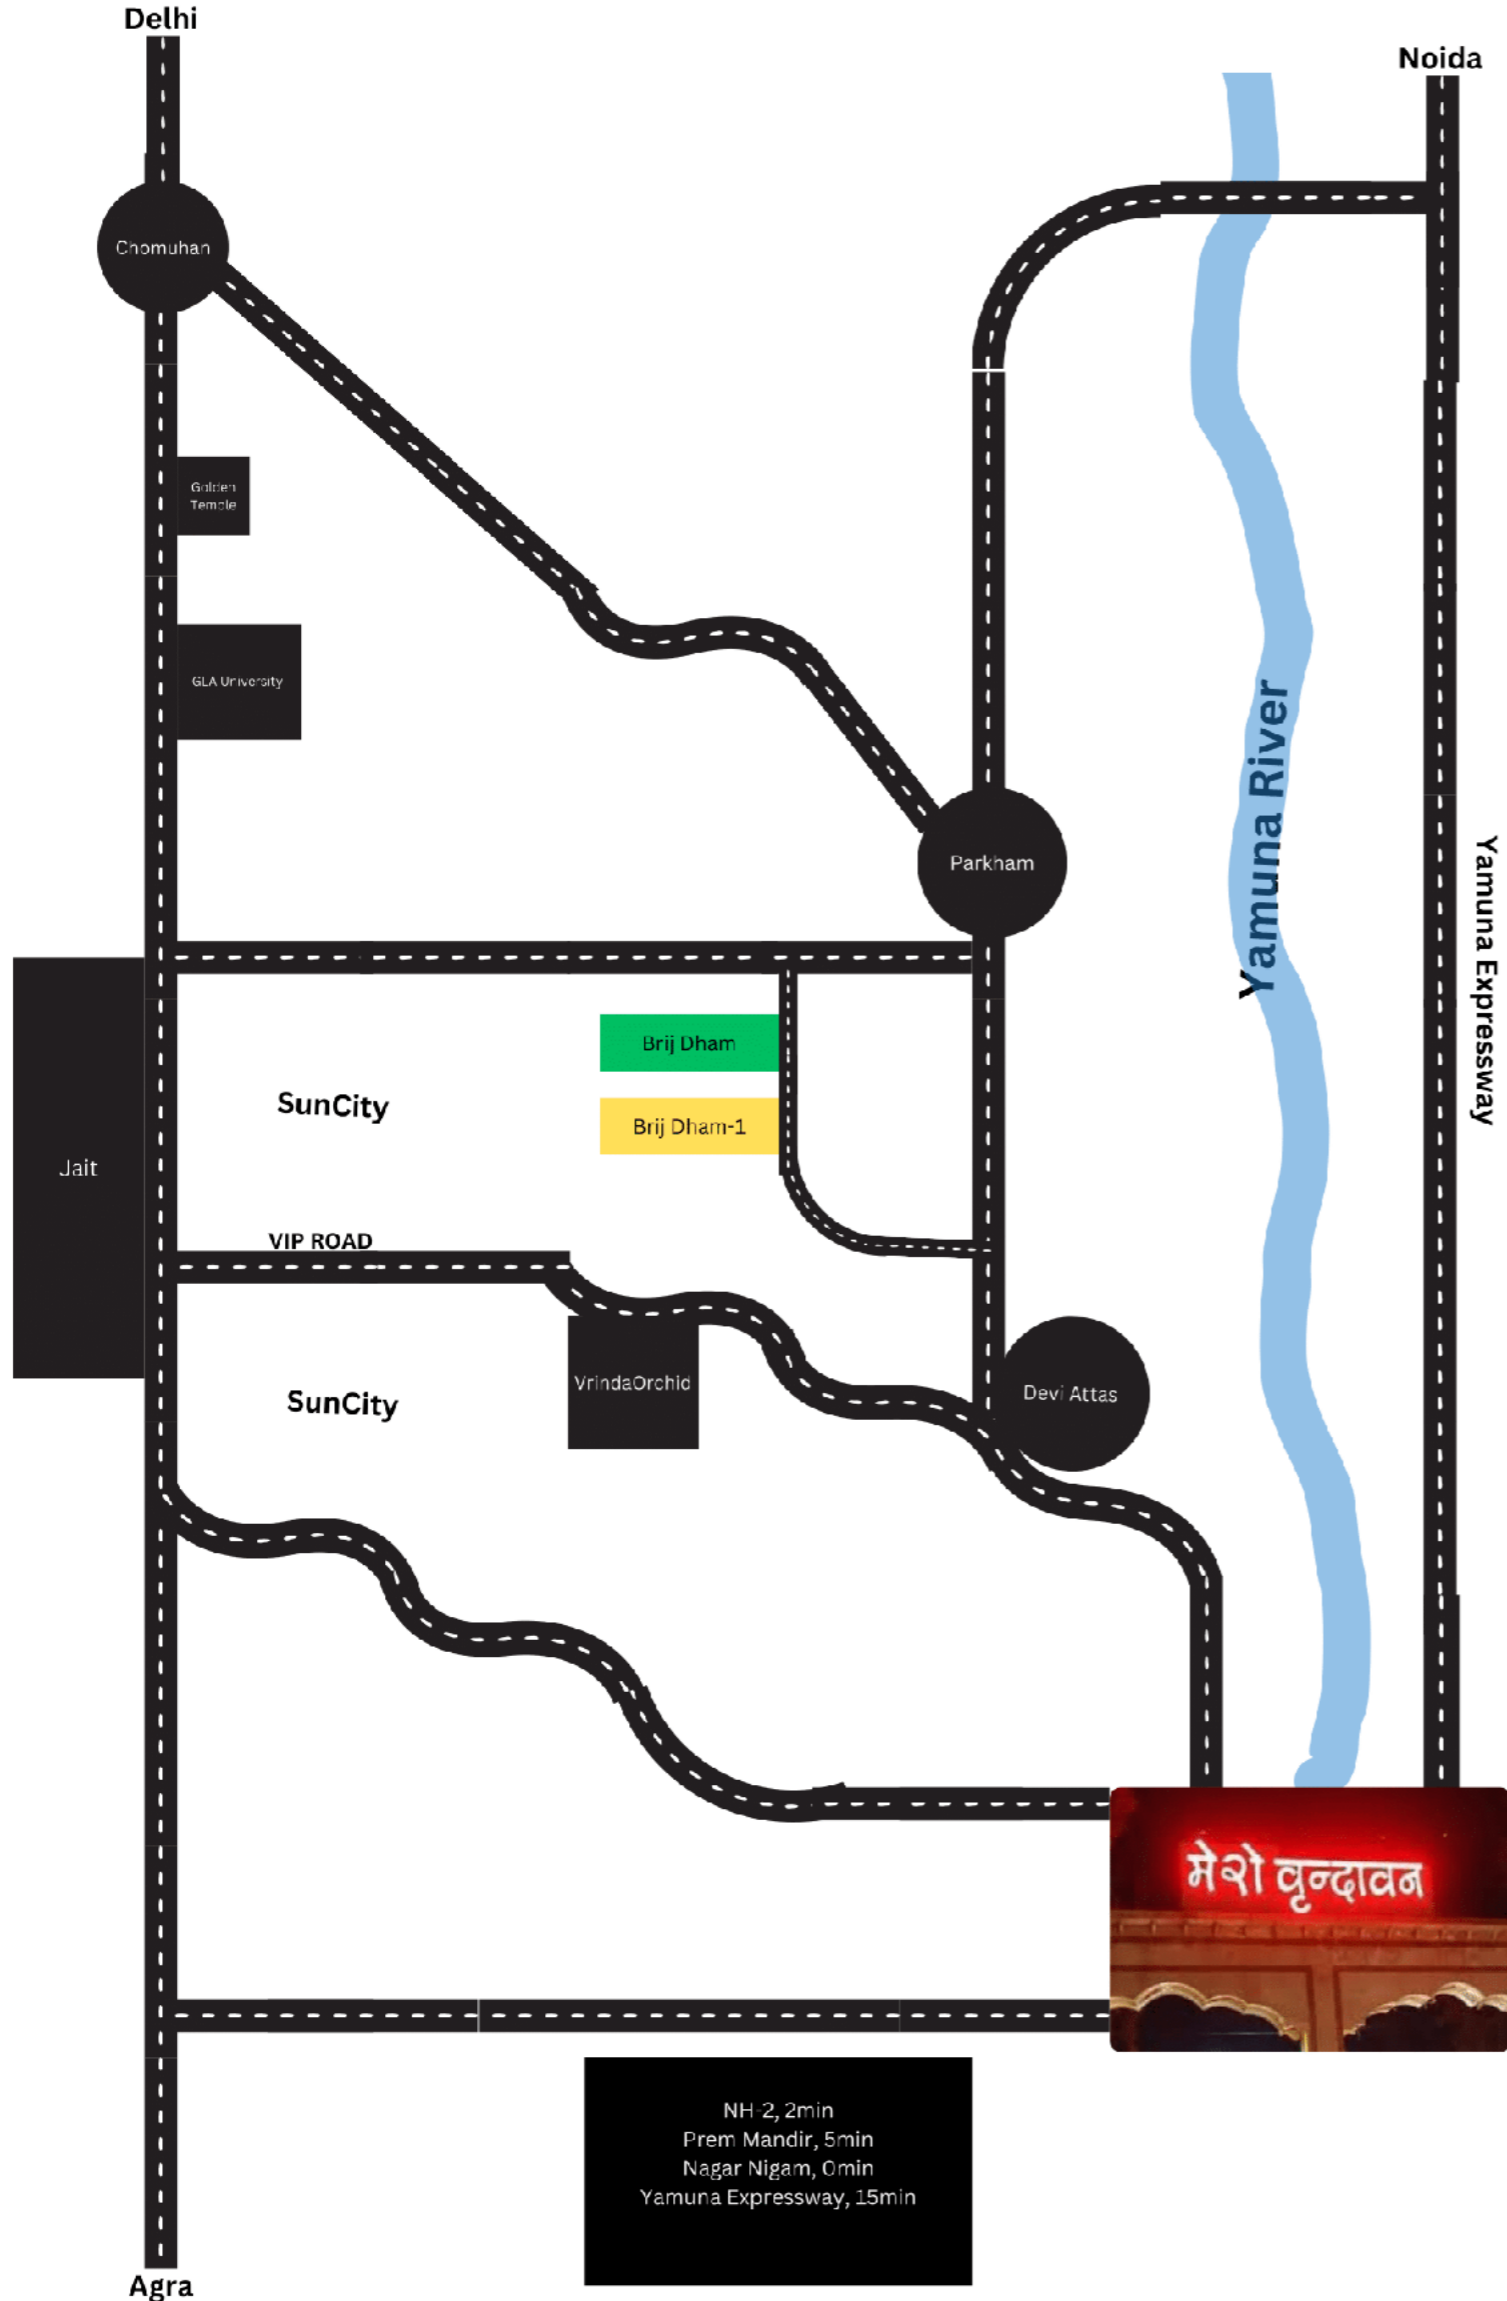 Delhi
Noida
Chomuhan
Golden
Temple
GLA University
Parkham
Yamuna River
Yamuna Expressway
Brij Dham
SunCity
Brij Dham-1
Jait
VIP ROAD
VrindaOrchid
Devi Attas
SunCity
मेरो वृन्दावन
NH-2, 2min
Prem Mandir, 5min
Nagar Nigam, 0min
Yamuna Expressway, 15min
Agra